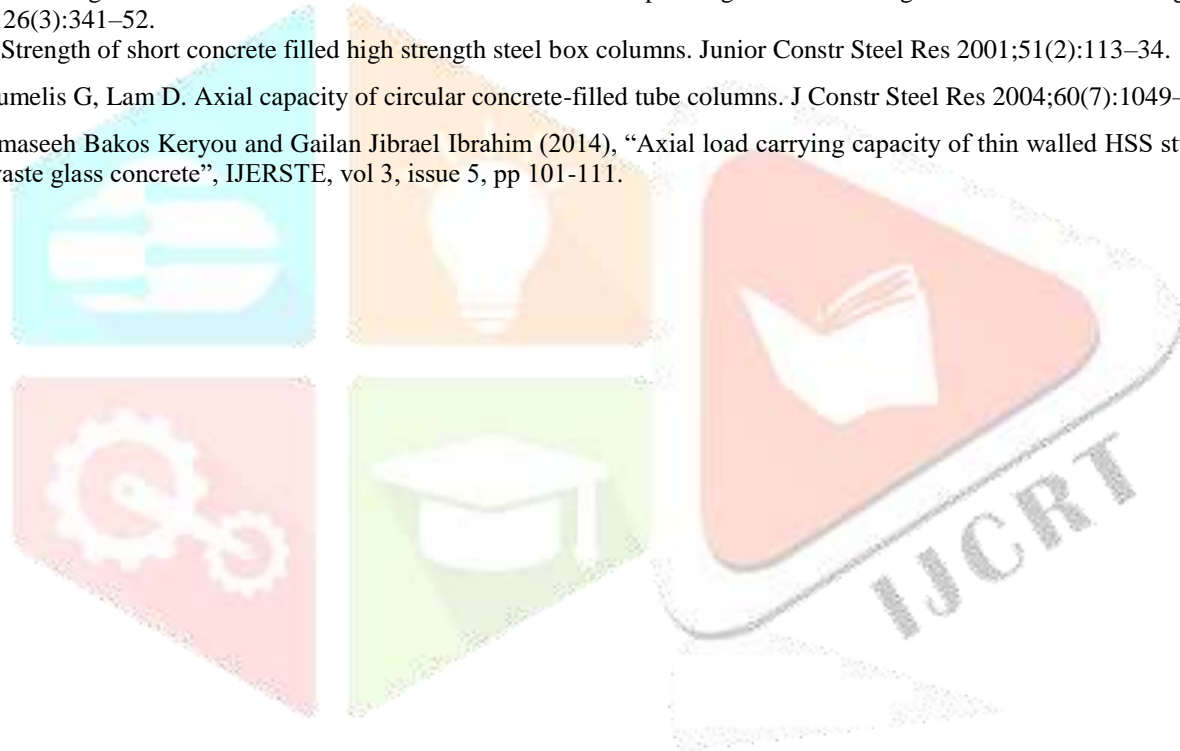 26(3):341–52.
Strength of short concrete filled high strength steel box columns. Junior Constr Steel Res 2001;51(2):113–34.
umelis G, Lam D. Axial capacity of circular concrete-filled tube columns. J Constr Steel Res 2004;60(7):1049–
maseeh Bakos Keryou and Gailan Jibrael Ibrahim (2014), “Axial load carrying capacity of thin walled HSS st
waste glass concrete”, IJERSTE, vol 3, issue 5, pp 101-111.
IJCRT